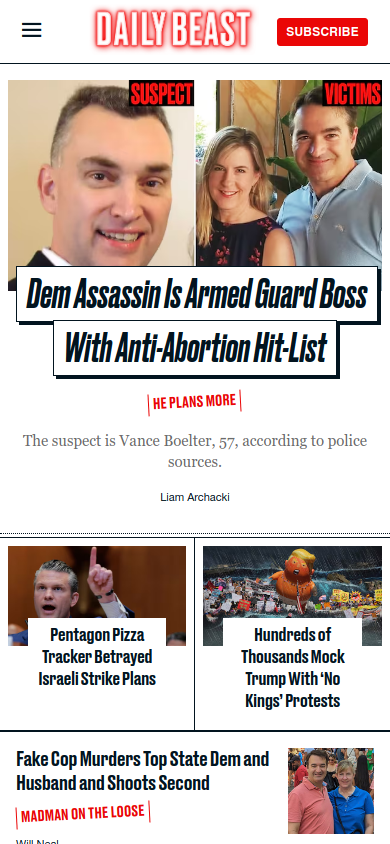 DAILY BEAST
SUBSCRIBE
SUSPECT
VICTIMS
Dem Assassin Is Armed Guard Boss
With Anti-Abortion Hit-List
HE PLANS MORE
The suspect is Vance Boelter, 57, according to police
sources.
Liam Archacki
Pentagon Pizza
Tracker Betrayed
Israeli Strike Plans
Hundreds of
Thousands Mock
Trump With ‘No
Kings’ Protests
Fake Cop Murders Top State Dem and
Husband and Shoots Second
MADMAN ON THE LOOSE